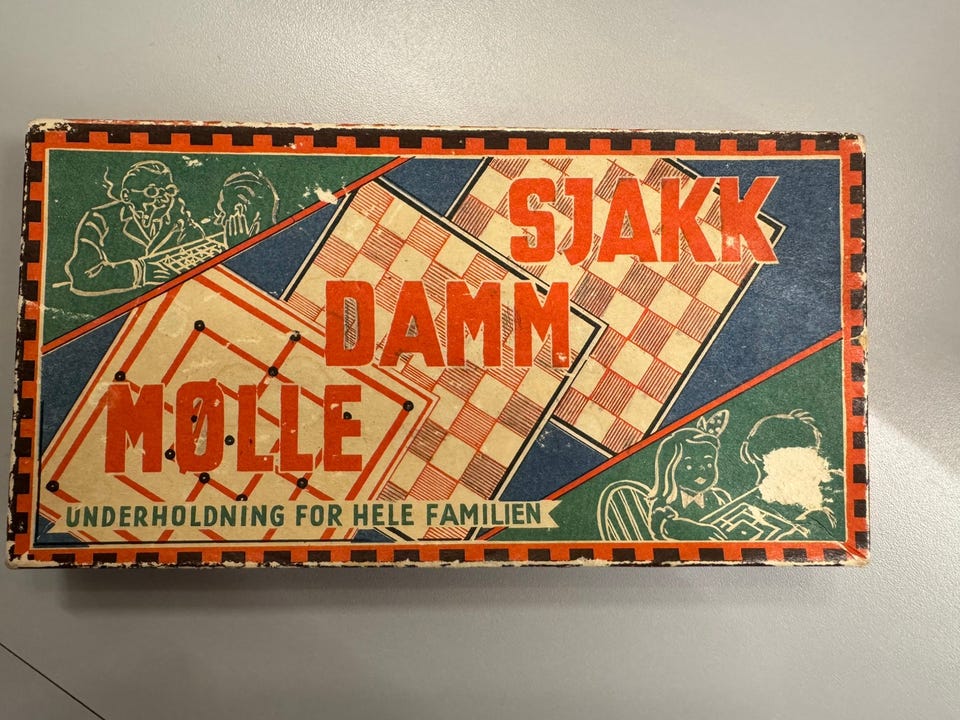 SJAKK
DAMM
MØLLE
UNDERHOLDNING FOR HELE FAMILIEN